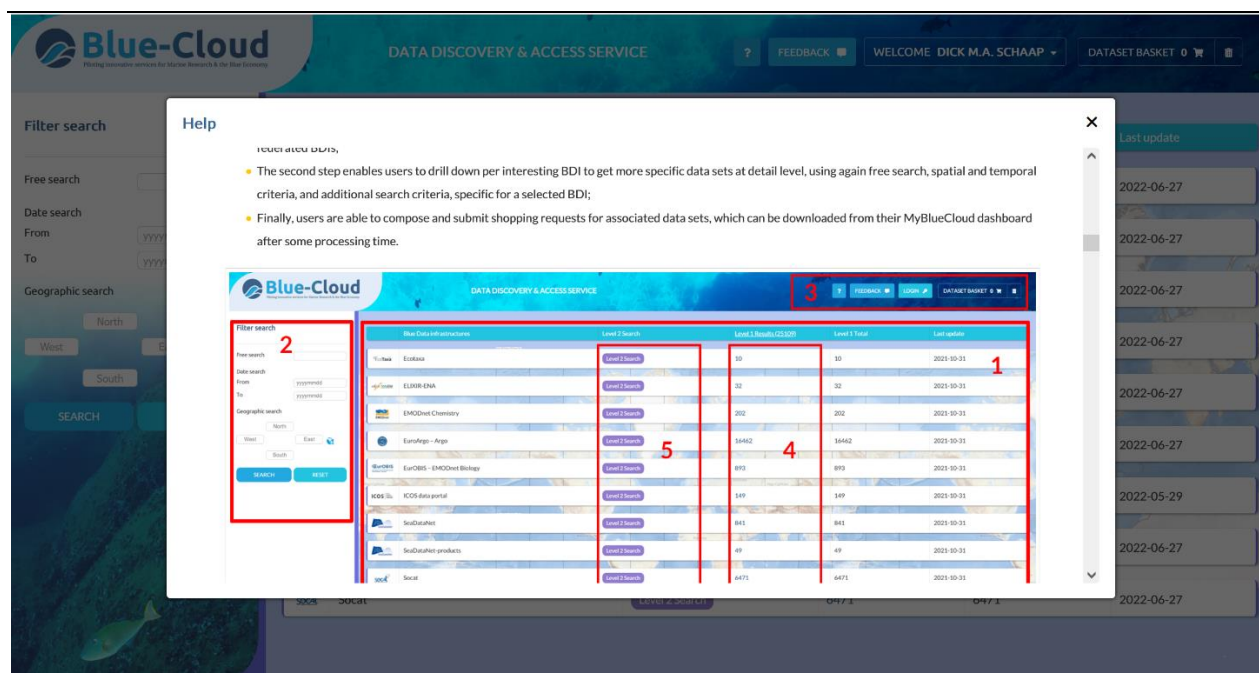 Blue-Cloud
Piloting innovative services for Marine Research & the Blue Economy
DATA DISCOVERY & ACCESS SERVICE
?
FEEDBACK
WELCOME DICK M.A. SCHAAP
DATASET BASKET 0
Filter search
Free search
Date search
From
yyyy
To
yyyy
Geographic search
North
West
South
SEARCH
Last update
2022-06-27
2022-06-27
2022-06-27
2022-06-27
2022-06-27
2022-06-27
2022-05-29
2022-06-27
Socat Level 2 Search 6471 6471 2022-06-27
Help
×
federated BDIs;
The second step enables users to drill down per interesting BDI to get more specific data sets at detail level, using again free search, spatial and temporal
criteria, and additional search criteria, specific for a selected BDI;
Finally, users are able to compose and submit shopping requests for associated data sets, which can be downloaded from their MyBlueCloud dashboard
after some processing time.
Blue-Cloud
DATA DISCOVERY & ACCESS SERVICE
3
?
FEEDBACK
LOGIN
DATASET BASKET 0
Filter search
2
Free search
Date search
From yyyymmdd
To yyyymmdd
Geographic search
North
West East
South
SEARCH RESET
Blue Data infrastructures Level 2 Search Level 1 Results (25109) Level 1 Total Last update
1
Ecotaxa Level 2 Search 10 10 2021-10-31
ELIXIR-ENA Level 2 Search 32 32 2021-10-31
EMODnet Chemistry Level 2 Search 202 202 2021-10-31
EuroArgo - Argo Level 2 Search 16462 16462 2021-10-31
5
4
EurOBIS EurOBIS - EMODnet Biology Level 2 Search 893 893 2021-10-31
ICOS ICOS data portal Level 2 Search 149 149 2021-10-31
SeaDataNet Level 2 Search 841 841 2021-10-31
SeaDataNet-products Level 2 Search 49 49 2021-10-31
Socat Level 2 Search 6471 6471 2021-10-31